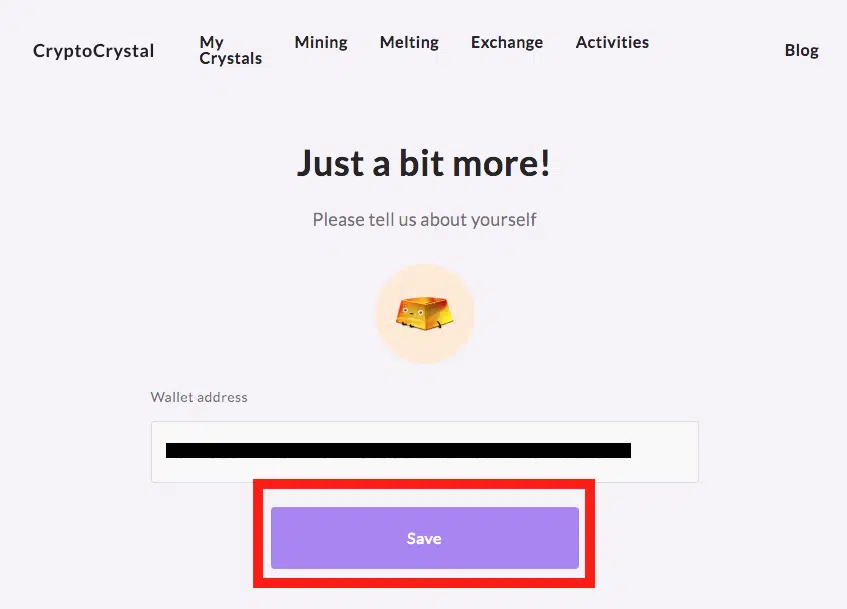 CryptoCrystal
My
Crystals
Mining
Melting
Exchange
Activities
Blog
Just a bit more!
Please tell us about yourself
Wallet address
Save